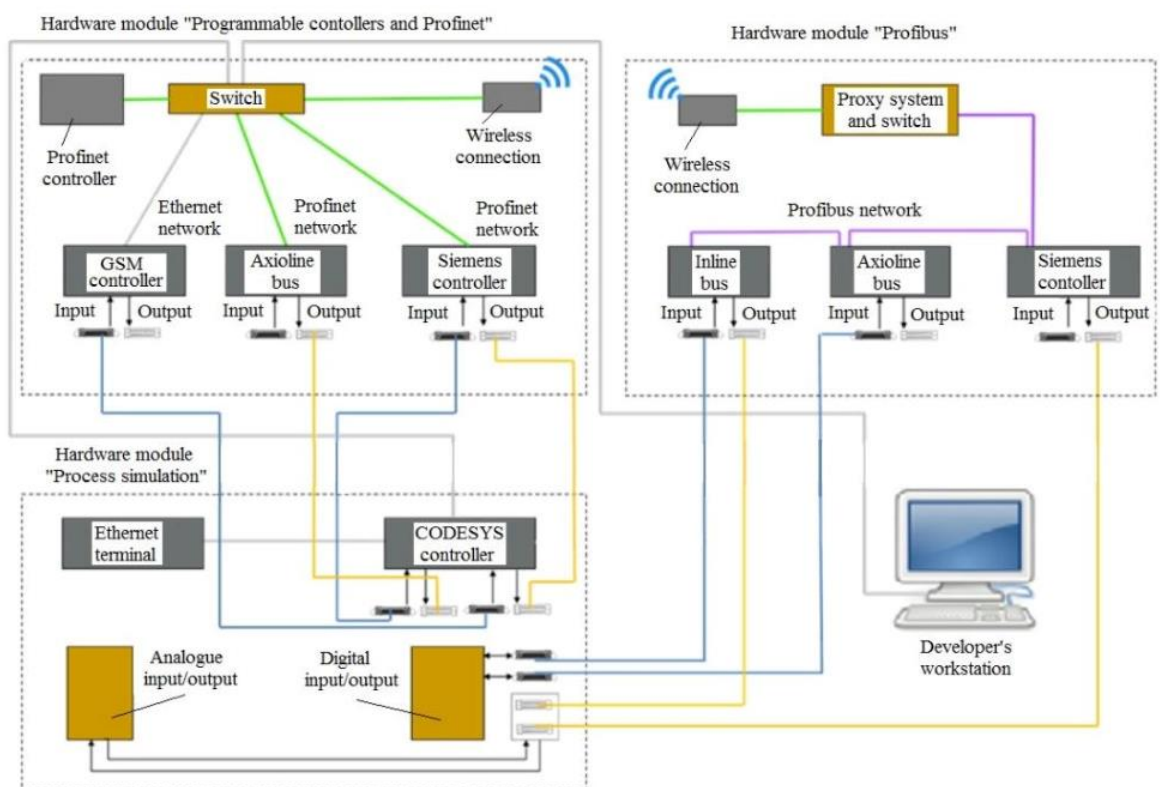 Hardware module "Programmable contollers and Profinet"
Switch
Profinet
controller
Wireless
connection
Ethernet
network
Profinet
network
Profinet
network
GSM
controller
Axioline
bus
Siemens
controller
Input
Output
Input
Output
Input
Output
Hardware module "Profibus"
Proxy system
and switch
Wireless
connection
Profibus network
Inline
bus
Axioline
bus
Siemens
contoller
Input
Output
Input
Output
Input
Output
Hardware module
"Process simulation"
Ethernet
terminal
CODESYS
controller
Analogue
input/output
Digital
input/output
Developer's
workstation